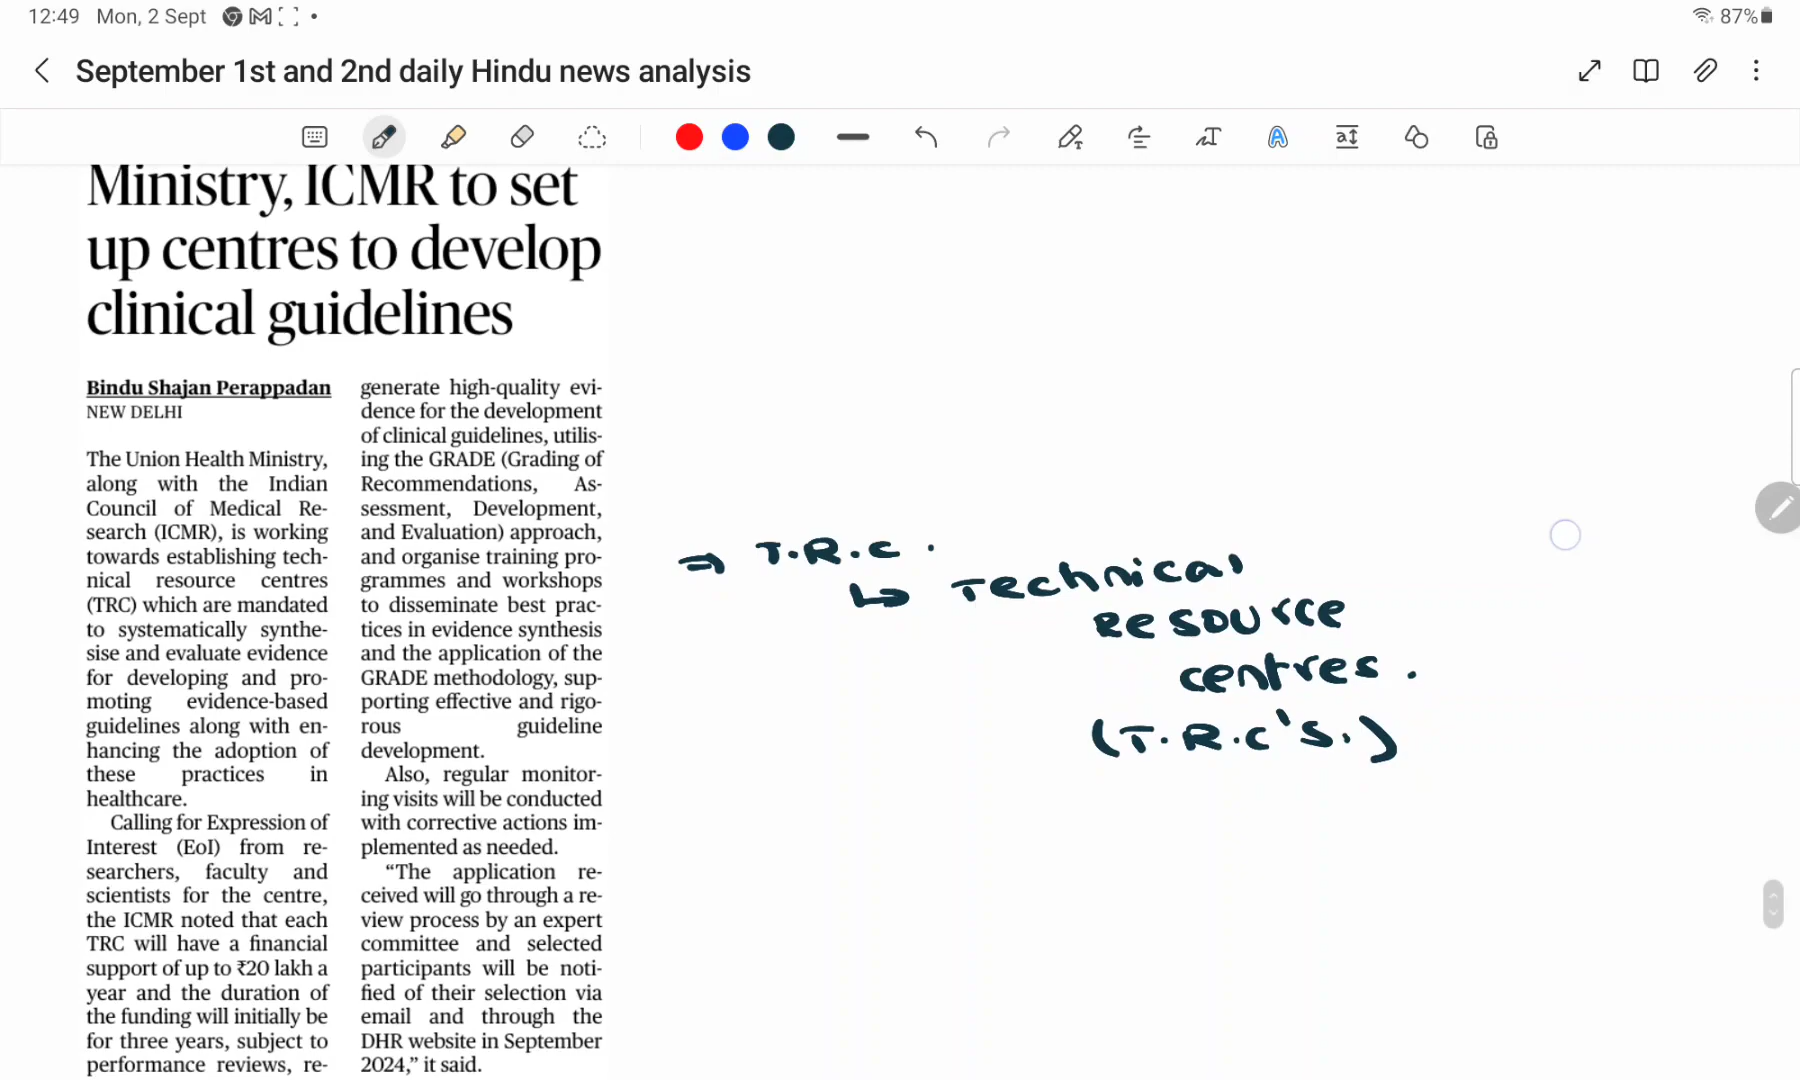 12:49 Mon, 2 Sept
87%
September 1st and 2nd daily Hindu news analysis
Ministry, ICMR to set
up centres to develop
clinical guidelines
Bindu Shajan Perappadan
NEW DELHI
The Union Health Ministry,
along with the Indian
Council of Medical Re-
search (ICMR), is working
towards establishing tech-
nical resource centres
(TRC) which are mandated
to systematically synthe-
sise and evaluate evidence
for developing and pro-
moting evidence-based
guidelines along with en-
hancing the adoption of
these practices in
healthcare.
Calling for Expression of
Interest (EoI) from re-
searchers, faculty and
scientists for the centre,
the ICMR noted that each
TRC will have a financial
support of up to ₹20 lakh a
year and the duration of
the funding will initially be
for three years, subject to
performance reviews, re-
generate high-quality evi-
dence for the development
of clinical guidelines, utilis-
ing the GRADE (Grading of
Recommendations, As-
sessment, Development,
and Evaluation) approach,
and organise training pro-
grammes and workshops
to disseminate best prac-
tices in evidence synthesis
and the application of the
GRADE methodology, sup-
porting effective and rigo-
rous guideline
development.
Also, regular monitor-
ing visits will be conducted
with corrective actions im-
plemented as needed.
“The application re-
ceived will go through a re-
view process by an expert
committee and selected
participants will be noti-
fied of their selection via
email and through the
DHR website in September
2024,” it said.
⇒ T.R.C.
↳ Technical
Resource
centres.
(T.R.C's.)